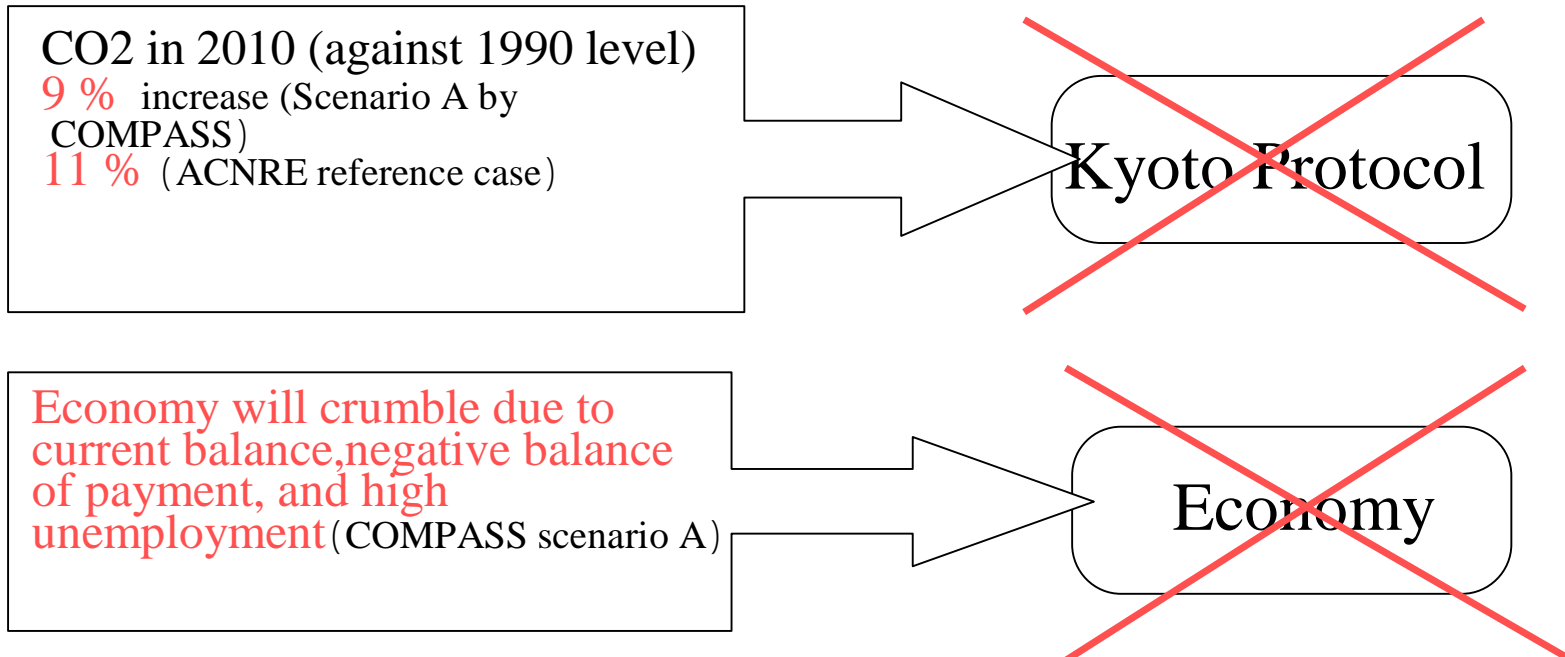 CO2 in 2010 (against 1990 level)
9 % increase (Scenario A by
COMPASS)
11 % (ACNRE reference case)
Kyoto Protocol
Economy will crumble due to
current balance,negative balance
of payment, and high
unemployment(COMPASS scenario A)
Economy